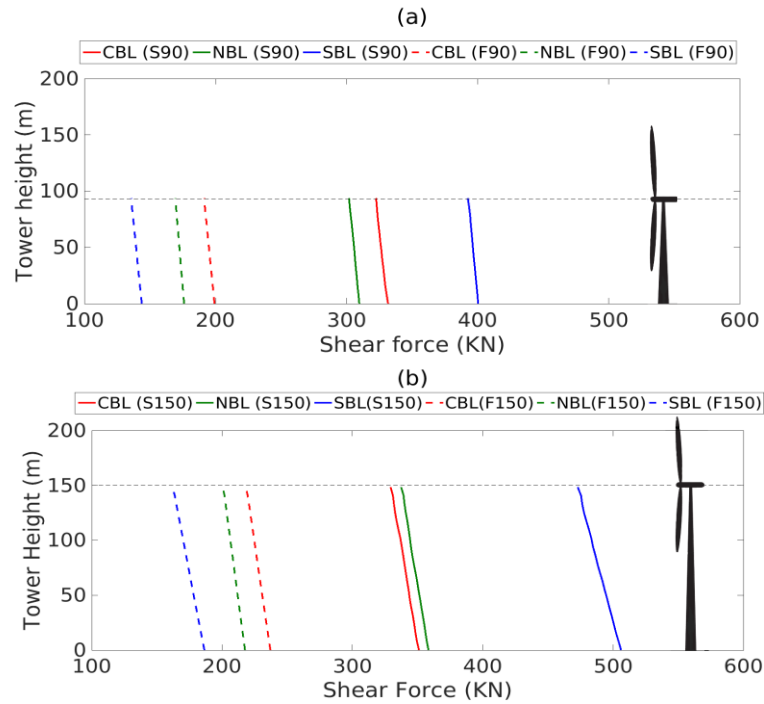 (a)
CBL (S90) NBL (S90) SBL (S90) CBL (F90) NBL (F90) SBL (F90)
200
150
100
50
0
Tower height (m)
100 200 300 400 500 600
Shear force (KN)
(b)
CBL (S150) NBL (S150) SBL(S150) CBL(F150) NBL(F150) SBL (F150)
200
150
100
50
0
Tower Height (m)
100 200 300 400 500 600
Shear Force (KN)